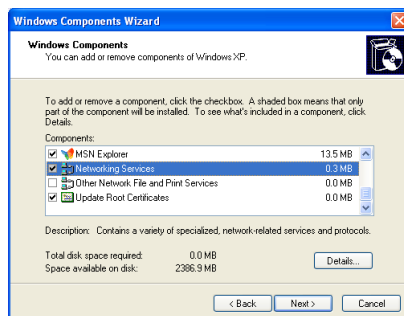 Windows Components Wizard
Windows Components
You can add or remove components of Windows XP.
To add or remove a component, click the checkbox. A shaded box means that only
part of the component will be installed. To see what's included in a component, click
Details.
Components:
MSN Explorer 13.5 MB
Networking Services 0.3 MB
Other Network File and Print Services 0.0 MB
Update Root Certificates 0.0 MB
Description: Contains a variety of specialized, network-related services and protocols.
Total disk space required: 0.0 MB
Space available on disk: 2386.9 MB
Details...
< Back Next > Cancel